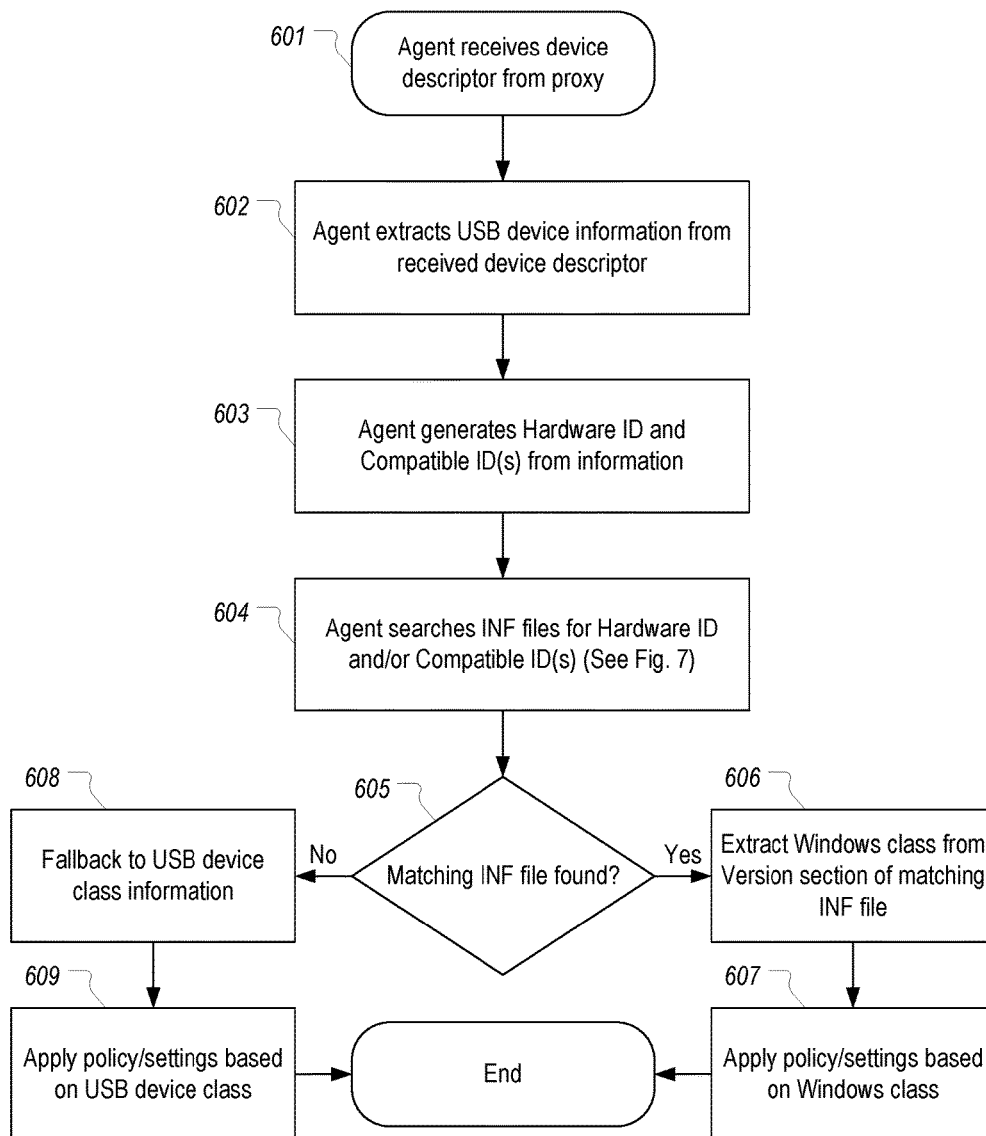 601
Agent receives device
descriptor from proxy
602
Agent extracts USB device information from
received device descriptor
603
Agent generates Hardware ID and
Compatible ID(s) from information
604
Agent searches INF files for Hardware ID
and/or Compatible ID(s) (See Fig. 7)
605
Matching INF file found?
No
Yes
608
Fallback to USB device
class information
606
Extract Windows class from
Version section of matching
INF file
609
Apply policy/settings based
on USB device class
607
Apply policy/settings based
on Windows class
End